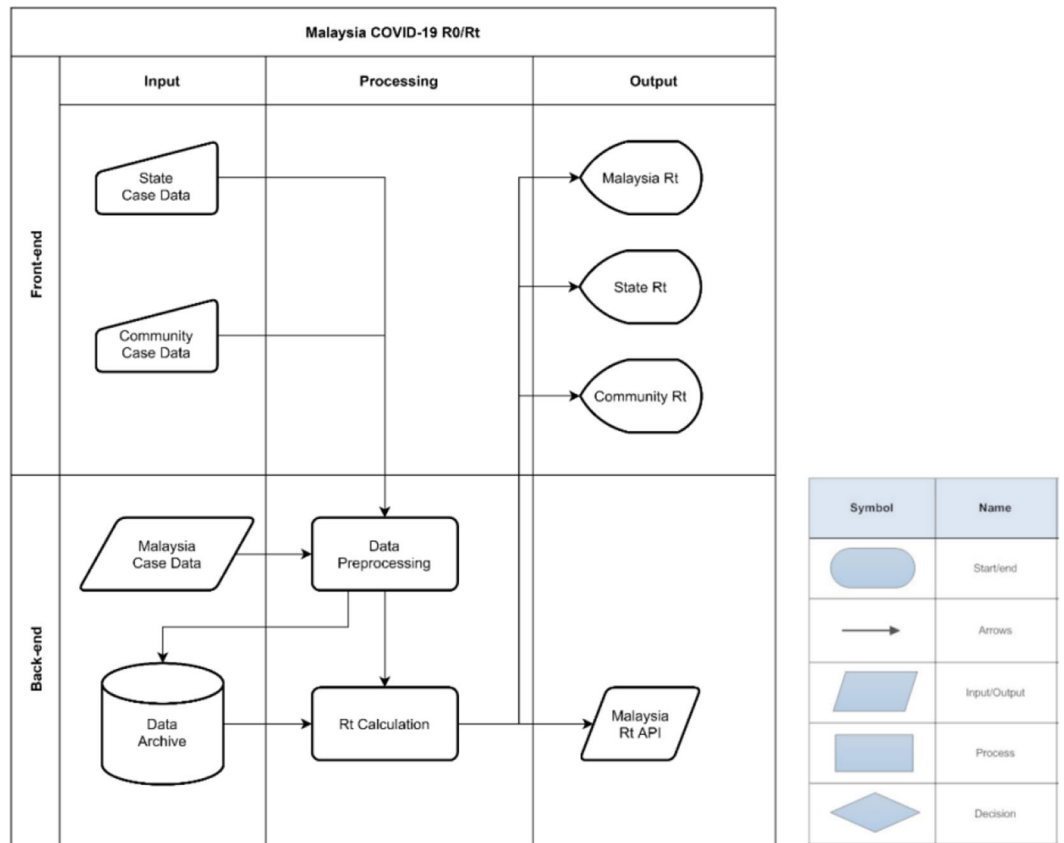 Malaysia COVID-19 R0/Rt
Input
Processing
Output
Front-end
State
Case Data
Malaysia Rt
State Rt
Community
Case Data
Community Rt
Back-end
Malaysia
Case Data
Data
Preprocessing
Data
Archive
Rt Calculation
Malaysia
Rt API
Symbol
Name
Start/end
Arrows
Input/Output
Process
Decision